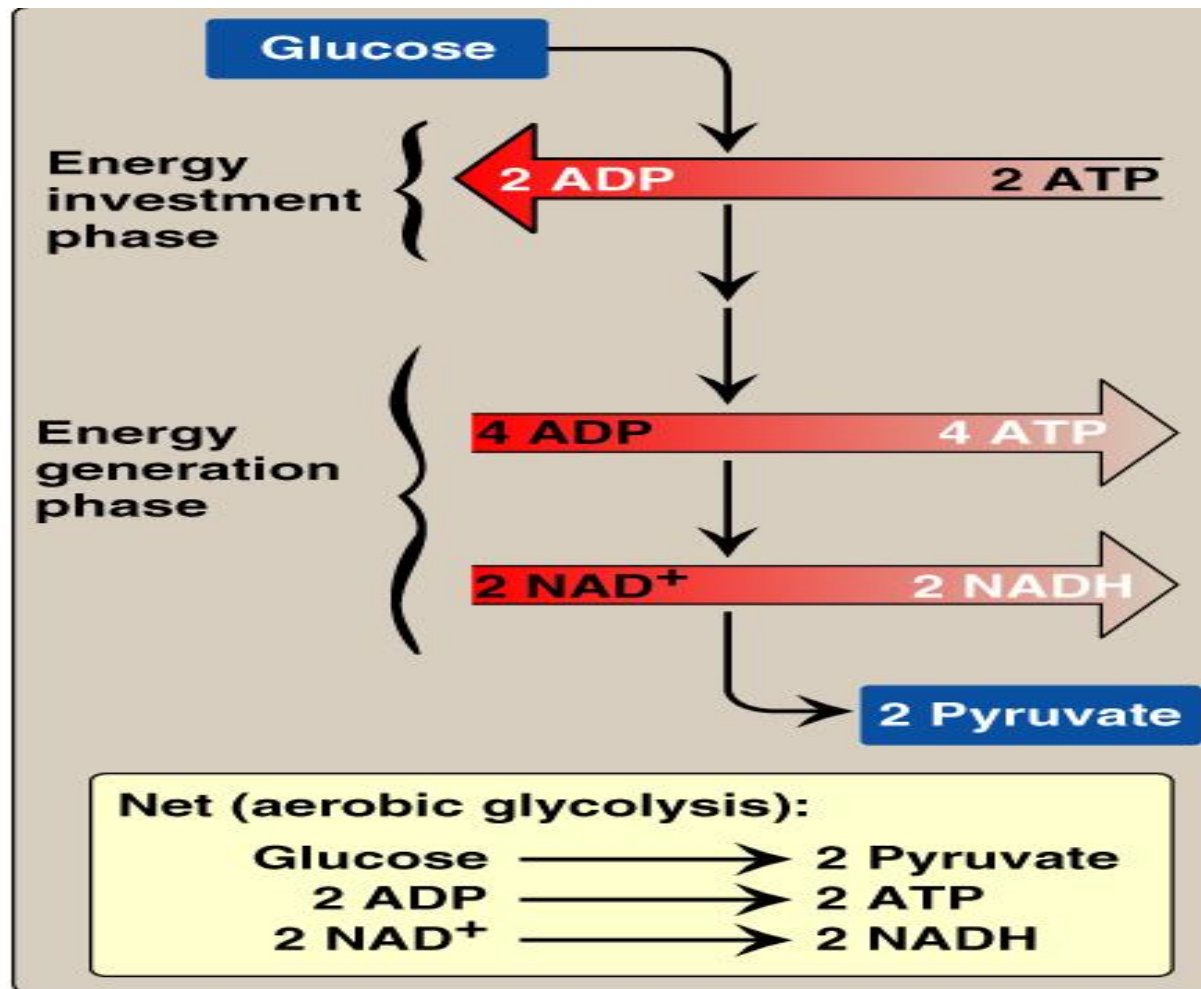 Glucose
Energy
investment
phase
2 ADP 2 ATP
Energy
generation
phase
4 ADP 4 ATP
2 NAD⁺ 2 NADH
2 Pyruvate
Net (aerobic glycolysis):
Glucose → 2 Pyruvate
2 ADP → 2 ATP
2 NAD⁺ → 2 NADH